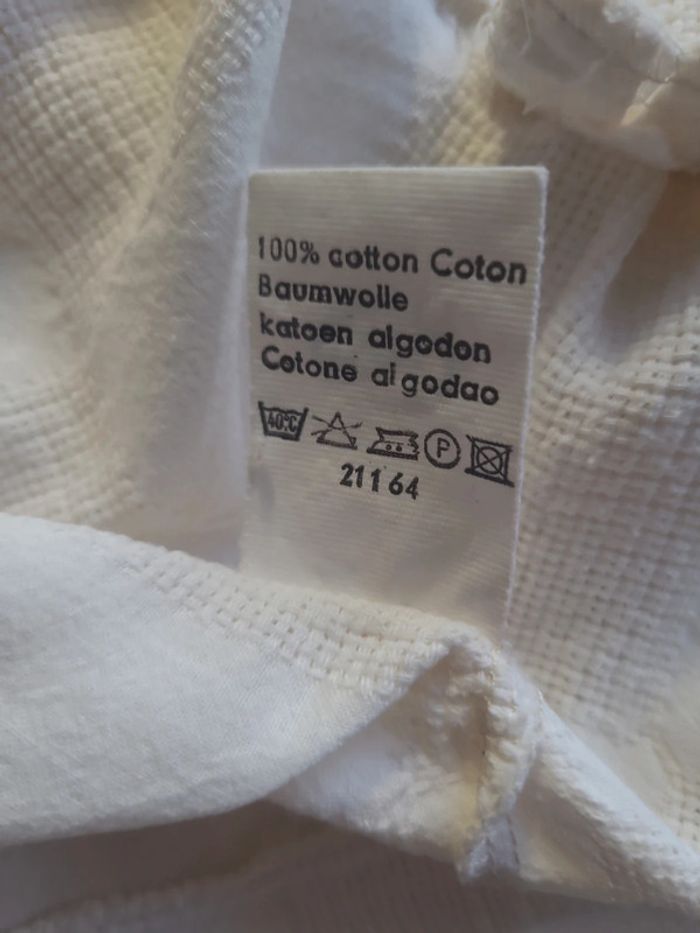 100% cotton Coton
Baumwolle
katoen algodon
Cotone algodao
40°C P
21164